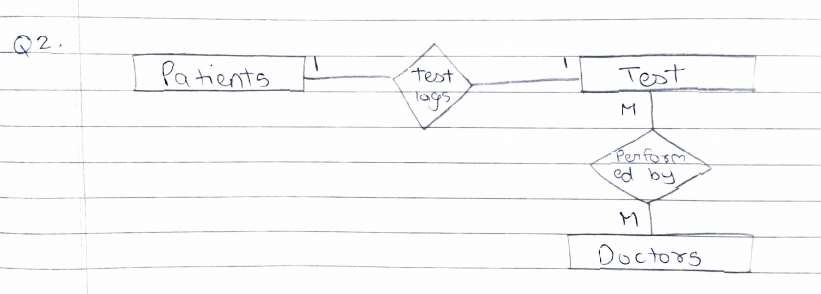 Q2.
Patients
1
Test
logs
1
Test
M
Perform
ed by
M
Doctors